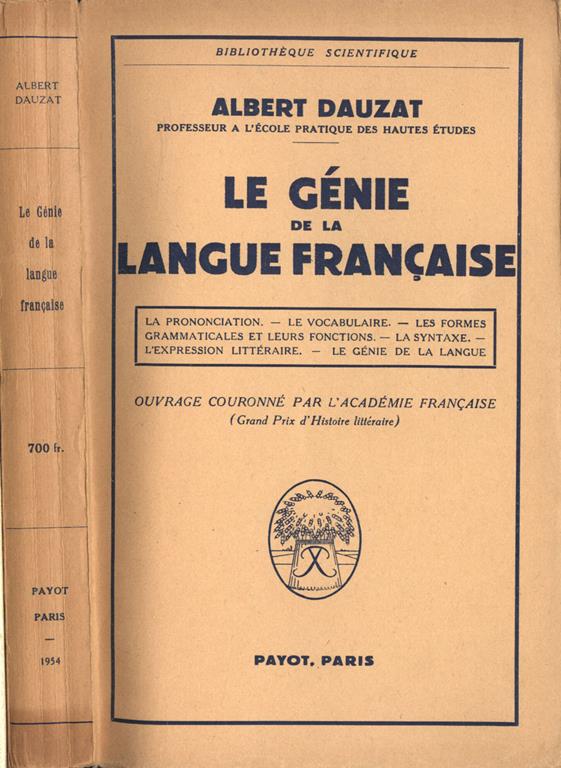 ALBERT
DAUZAT
Le Génie
de la
langue
française
700 fr.
PAYOT
PARIS
—
1954
BIBLIOTHÈQUE SCIENTIFIQUE
ALBERT DAUZAT
PROFESSEUR A L'ÉCOLE PRATIQUE DES HAUTES ÉTUDES
LE GÉNIE
DE LA
LANGUE FRANÇAISE
LA PRONONCIATION. — LE VOCABULAIRE. — LES FORMES
GRAMMATICALES ET LEURS FONCTIONS. — LA SYNTAXE. —
L'EXPRESSION LITTÉRAIRE. — LE GÉNIE DE LA LANGUE
OUVRAGE COURONNÉ PAR L'ACADÉMIE FRANÇAISE
(Grand Prix d'Histoire littéraire)
PAYOT, PARIS